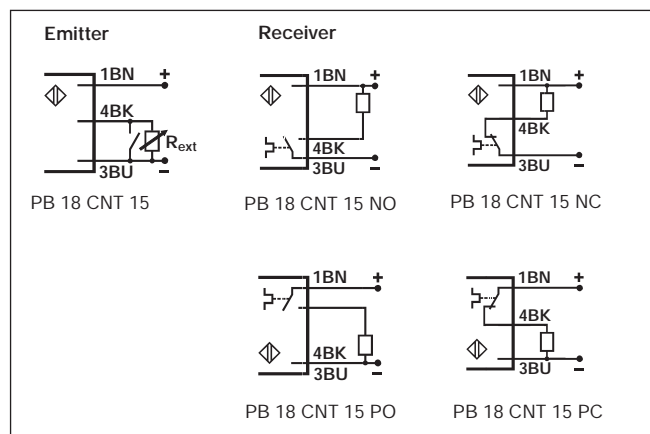 Emitter
Receiver
1BN +
4BK
Rext
3BU −
PB 18 CNT 15
1BN +
4BK
3BU −
PB 18 CNT 15 NO
1BN +
4BK
3BU −
PB 18 CNT 15 NC
1BN +
4BK
3BU −
PB 18 CNT 15 PO
1BN +
4BK
3BU −
PB 18 CNT 15 PC